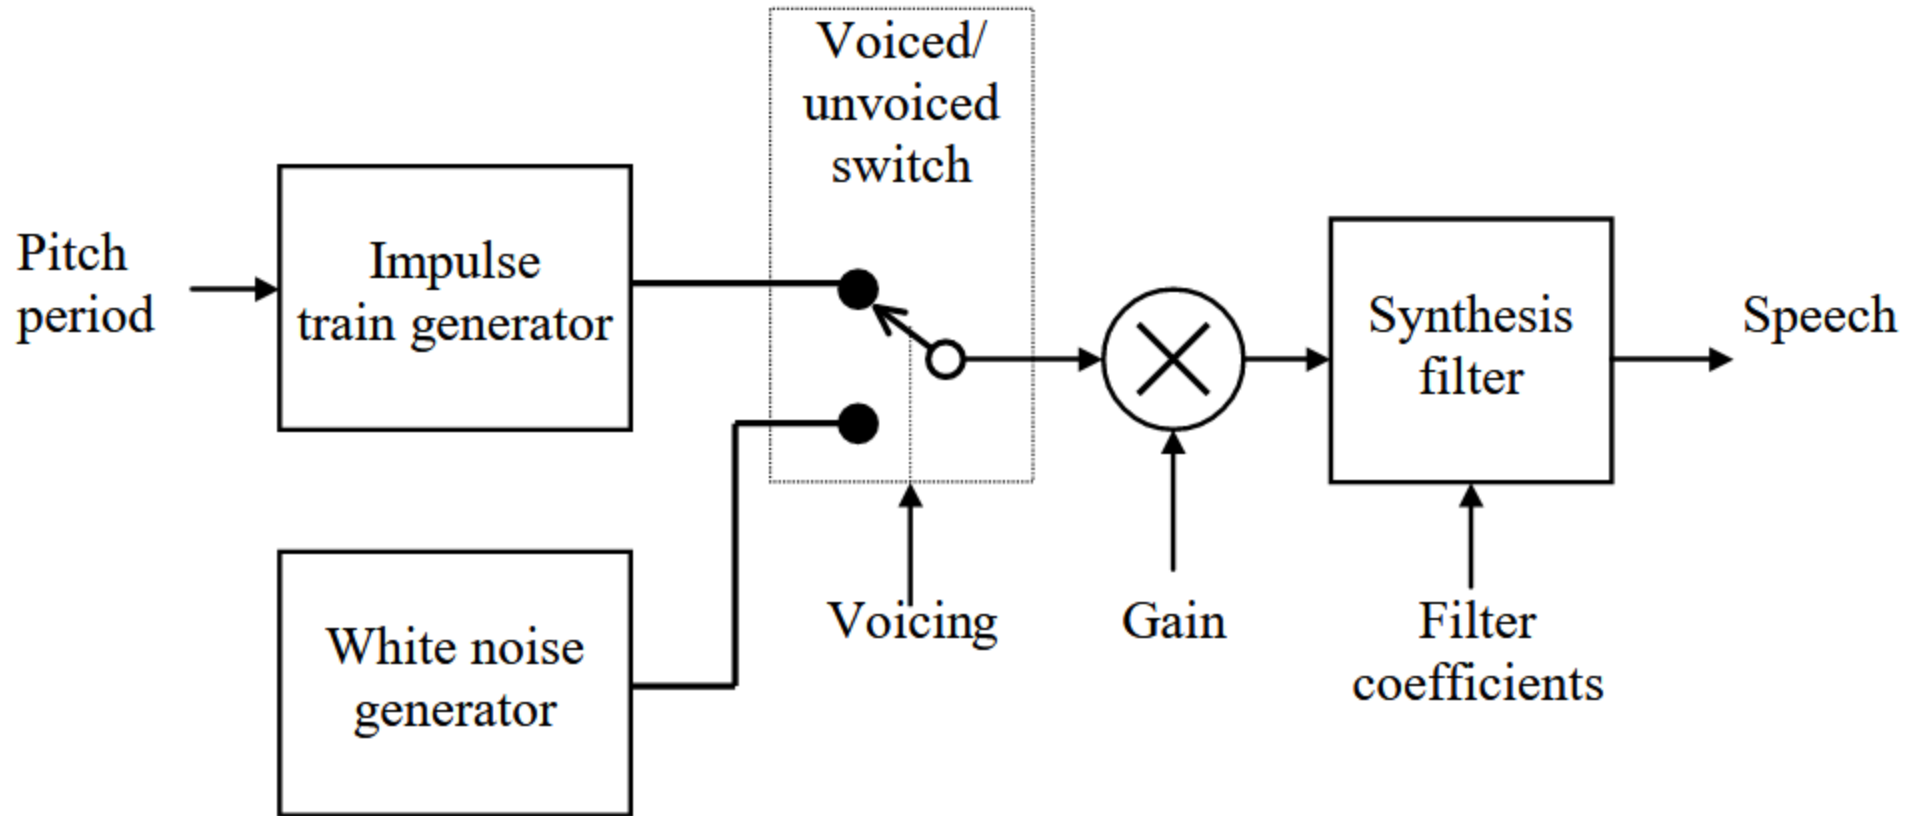 Voiced/
unvoiced
switch
Pitch
period
Impulse
train generator
Synthesis
filter
Speech
White noise
generator
Voicing
Gain
Filter
coefficients